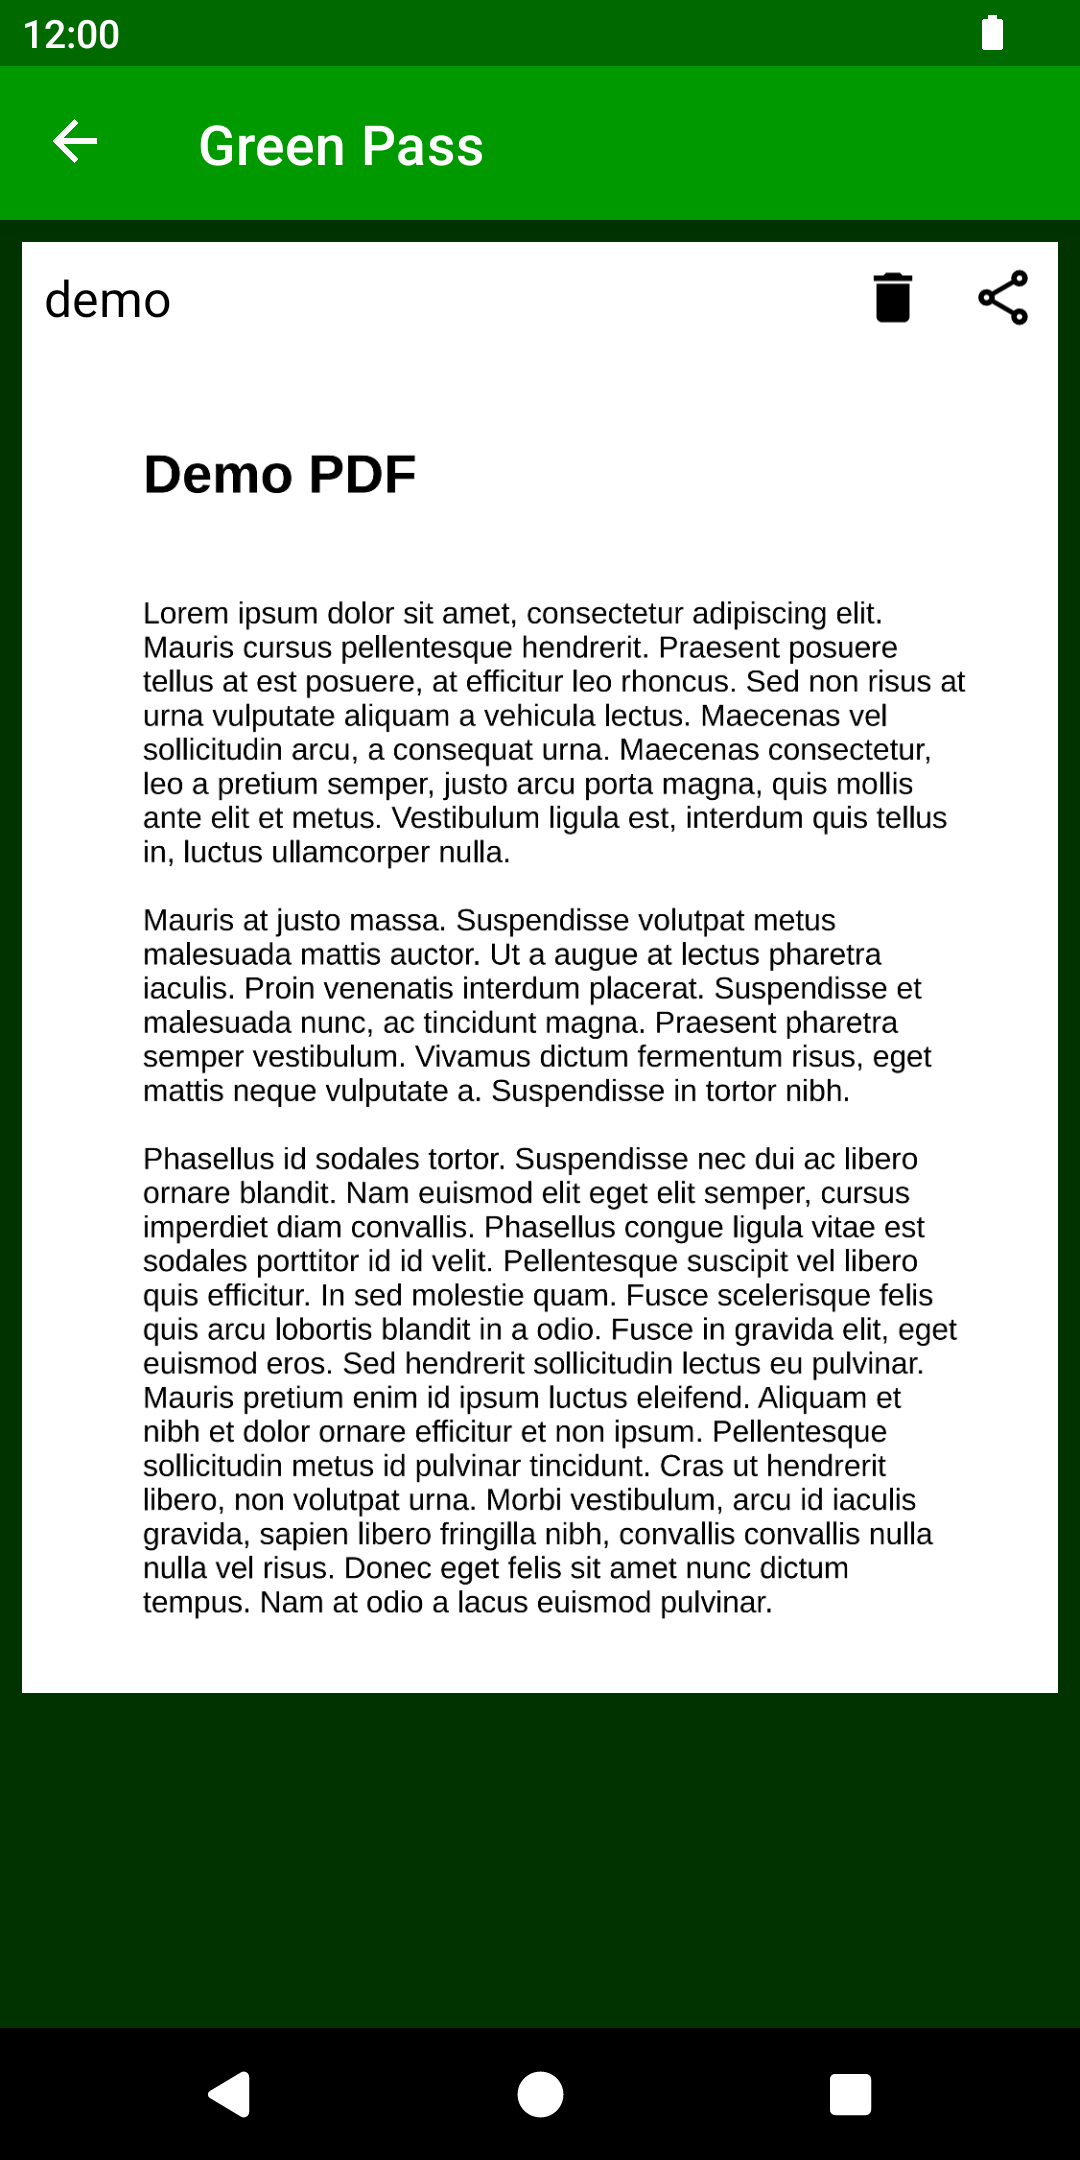 12:00
Green Pass
demo
Demo PDF
Lorem ipsum dolor sit amet, consectetur adipiscing elit.
Mauris cursus pellentesque hendrerit. Praesent posuere
tellus at est posuere, at efficitur leo rhoncus. Sed non risus at
urna vulputate aliquam a vehicula lectus. Maecenas vel
sollicitudin arcu, a consequat urna. Maecenas consectetur,
leo a pretium semper, justo arcu porta magna, quis mollis
ante elit et metus. Vestibulum ligula est, interdum quis tellus
in, luctus ullamcorper nulla.
Mauris at justo massa. Suspendisse volutpat metus
malesuada mattis auctor. Ut a augue at lectus pharetra
iaculis. Proin venenatis interdum placerat. Suspendisse et
malesuada nunc, ac tincidunt magna. Praesent pharetra
semper vestibulum. Vivamus dictum fermentum risus, eget
mattis neque vulputate a. Suspendisse in tortor nibh.
Phasellus id sodales tortor. Suspendisse nec dui ac libero
ornare blandit. Nam euismod elit eget elit semper, cursus
imperdiet diam convallis. Phasellus congue ligula vitae est
sodales porttitor id id velit. Pellentesque suscipit vel libero
quis efficitur. In sed molestie quam. Fusce scelerisque felis
quis arcu lobortis blandit in a odio. Fusce in gravida elit, eget
euismod eros. Sed hendrerit sollicitudin lectus eu pulvinar.
Mauris pretium enim id ipsum luctus eleifend. Aliquam et
nibh et dolor ornare efficitur et non ipsum. Pellentesque
sollicitudin metus id pulvinar tincidunt. Cras ut hendrerit
libero, non volutpat urna. Morbi vestibulum, arcu id iaculis
gravida, sapien libero fringilla nibh, convallis convallis nulla
nulla vel risus. Donec eget felis sit amet nunc dictum
tempus. Nam at odio a lacus euismod pulvinar.